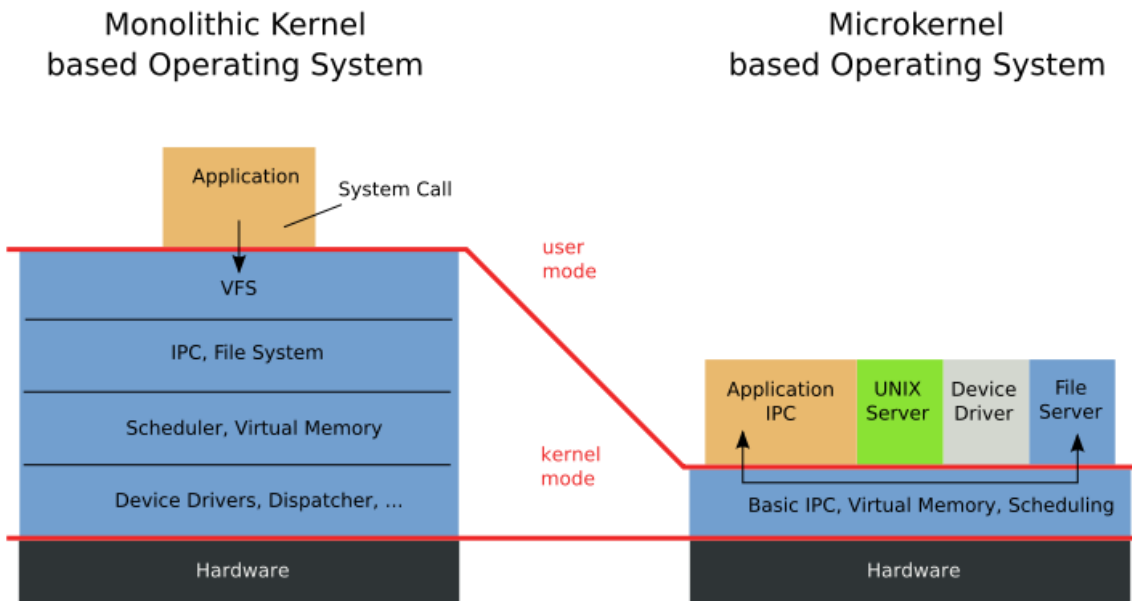 Monolithic Kernel
based Operating System
Microkernel
based Operating System
Application
System Call
user
mode
VFS
IPC, File System
Scheduler, Virtual Memory
kernel
mode
Device Drivers, Dispatcher, ...
Hardware
Application
IPC
UNIX
Server
Device
Driver
File
Server
Basic IPC, Virtual Memory, Scheduling
Hardware